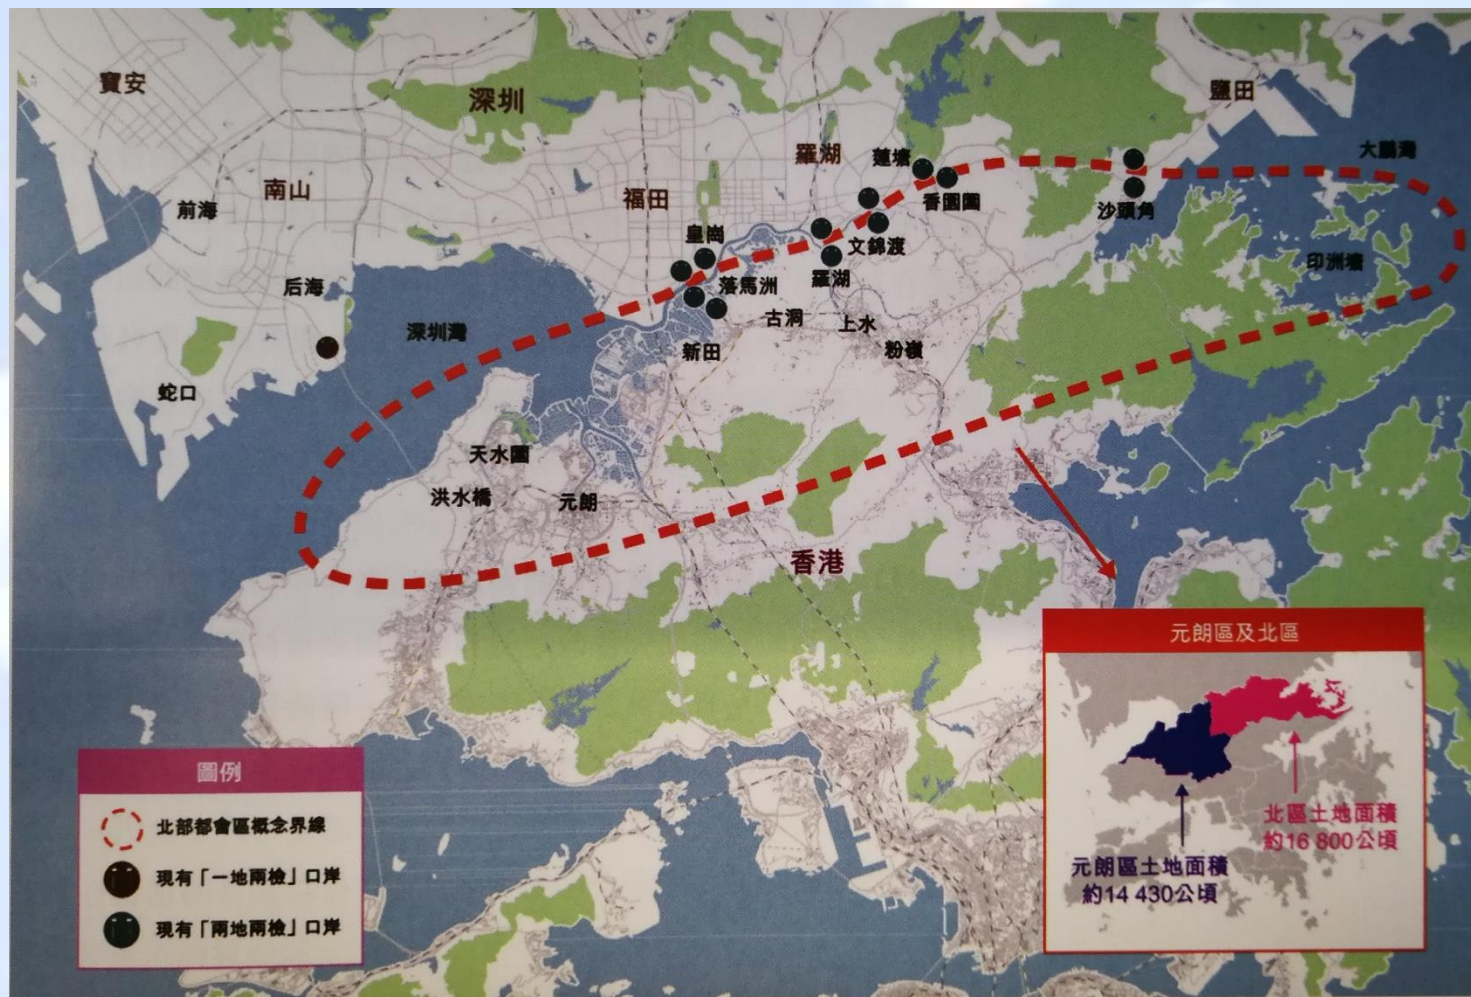 寶安
深圳
鹽田
大鵬灣
羅湖
蓮塘
南山
福田
前海
香園圍
沙頭角
皇崗
文錦渡
印洲塘
羅湖
后海
落馬洲
深圳灣
古洞
上水
新田
粉嶺
蛇口
天水圍
洪水橋
元朗
香港
元朗區及北區
北區土地面積
約16 800公頃
元朗區土地面積
約14 430公頃
圖例
北部都會區概念界線
現有「一地兩檢」口岸
現有「兩地兩檢」口岸